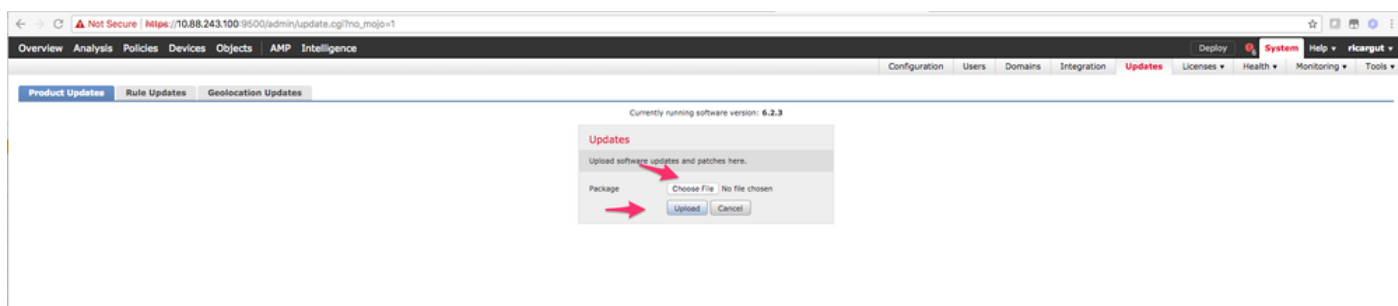 Not Secure | https://10.88.243.100:9500/admin/update.cgi?no_mojo=1
Overview Analysis Policies Devices Objects AMP Intelligence Deploy System Help ricargut
Configuration Users Domains Integration Updates Licenses Health Monitoring Tools
Product Updates Rule Updates Geolocation Updates
Currently running software version: 6.2.3
Updates
Upload software updates and patches here.
Package Choose File No file chosen
Upload Cancel